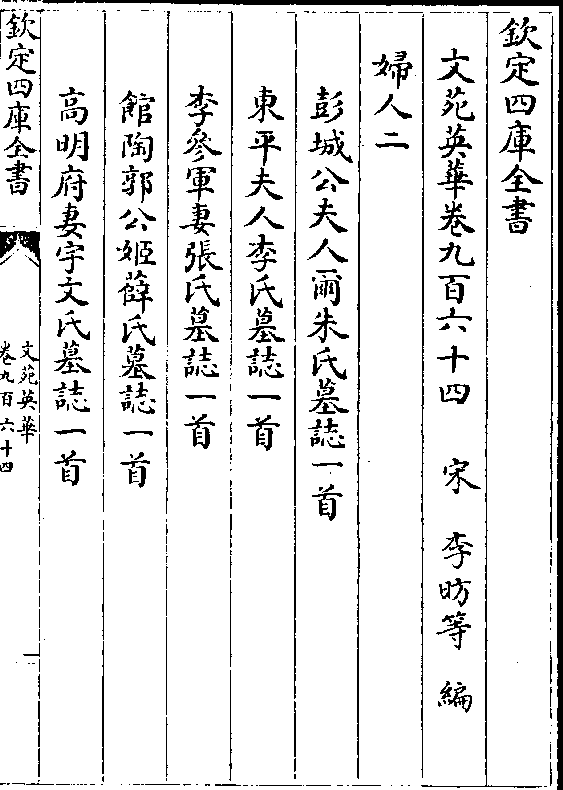 欽定四庫全書
文苑英華卷九百六十四　宋　李昉等　編
婦人二
彭城公夫人爾朱氏墓誌一首
東平夫人李氏墓誌一首
李參軍妻張氏墓誌一首
館陶郭公姬薛氏墓誌一首
高明府妻宇文氏墓誌一首
欽定四庫全書
文苑英華
卷九百六十四
一